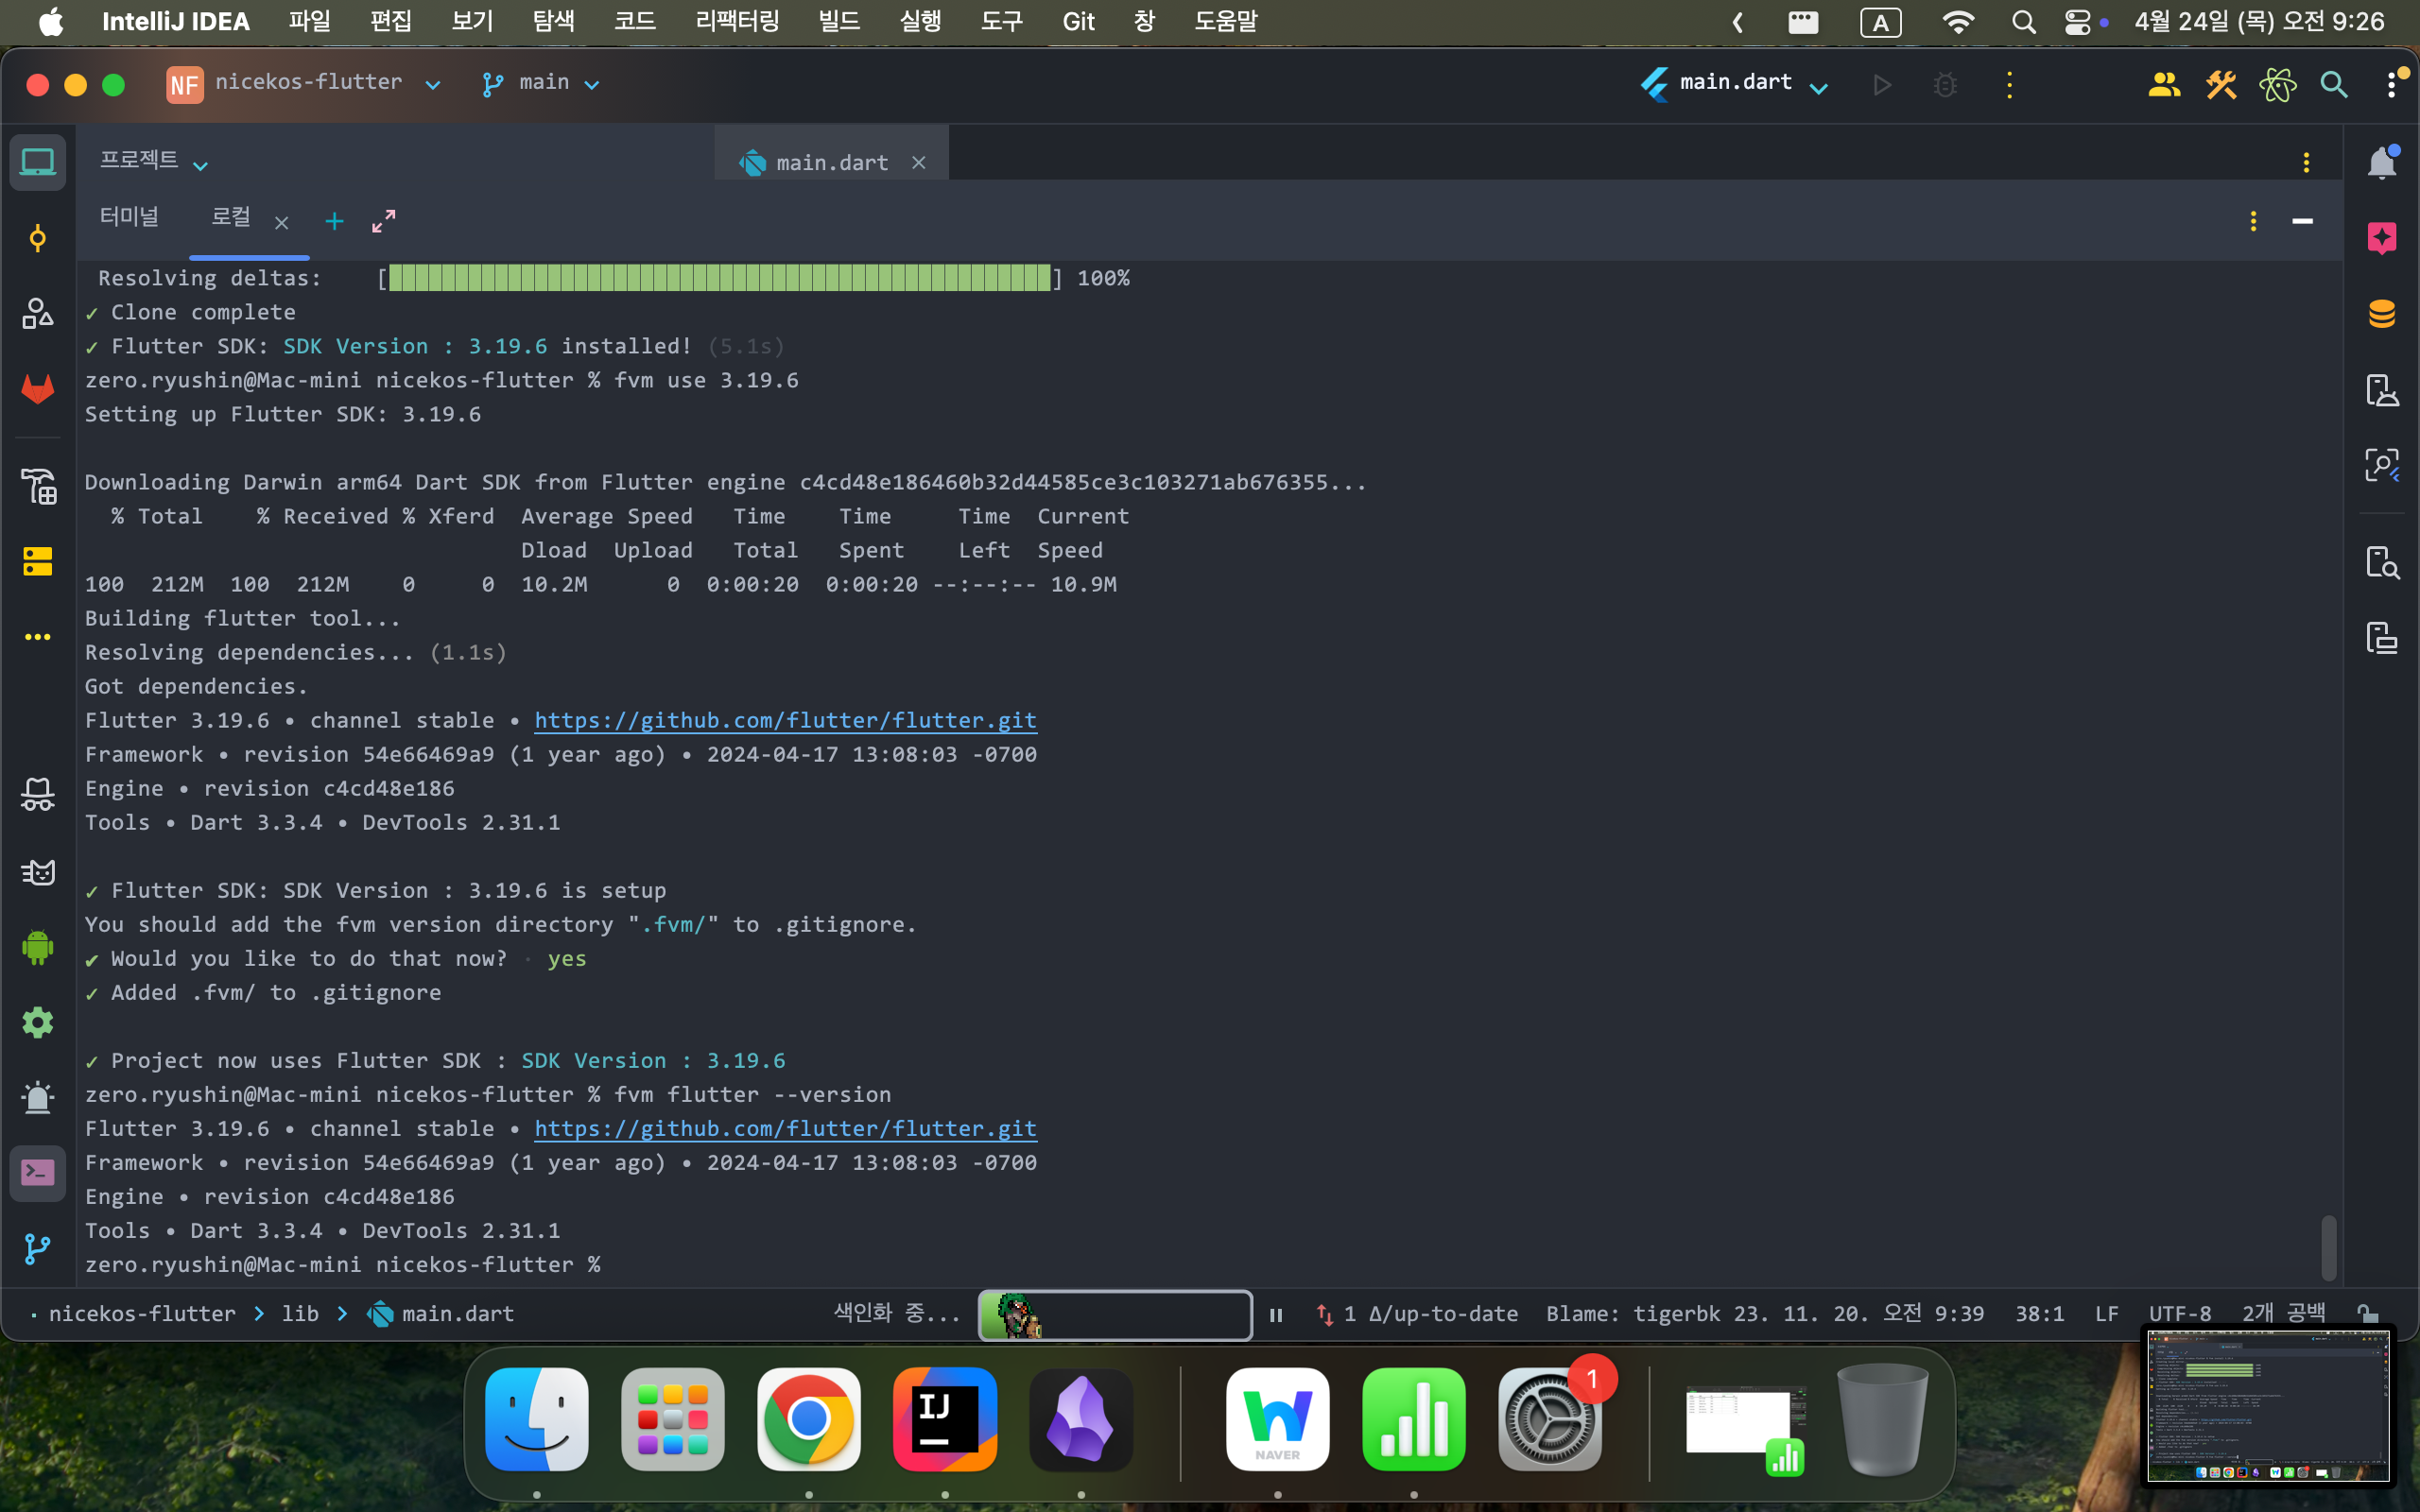 IntelliJ IDEA 파일 편집 보기 탐색 코드 리팩터링 빌드 실행 도구 Git 창 도움말 A 4월 24일 (목) 오전 9:26
NF nicekos-flutter main main.dart
프로젝트 main.dart
터미널 로컬
Resolving deltas: [ ] 100%
✓ Clone complete
✓ Flutter SDK: SDK Version : 3.19.6 installed! (5.1s)
zero.ryushin@Mac-mini nicekos-flutter % fvm use 3.19.6
Setting up Flutter SDK: 3.19.6
Downloading Darwin arm64 Dart SDK from Flutter engine c4cd48e186460b32d44585ce3c103271ab676355...
% Total % Received % Xferd Average Speed Time Time Time Current
Dload Upload Total Spent Left Speed
100 212M 100 212M 0 0 10.2M 0 0:00:20 0:00:20 --:--:-- 10.9M
Building flutter tool...
Resolving dependencies... (1.1s)
Got dependencies.
Flutter 3.19.6 • channel stable • https://github.com/flutter/flutter.git
Framework • revision 54e66469a9 (1 year ago) • 2024-04-17 13:08:03 -0700
Engine • revision c4cd48e186
Tools • Dart 3.3.4 • DevTools 2.31.1
✓ Flutter SDK: SDK Version : 3.19.6 is setup
You should add the fvm version directory ".fvm/" to .gitignore.
✔ Would you like to do that now? · yes
✓ Added .fvm/ to .gitignore
✓ Project now uses Flutter SDK : SDK Version : 3.19.6
zero.ryushin@Mac-mini nicekos-flutter % fvm flutter --version
Flutter 3.19.6 • channel stable • https://github.com/flutter/flutter.git
Framework • revision 54e66469a9 (1 year ago) • 2024-04-17 13:08:03 -0700
Engine • revision c4cd48e186
Tools • Dart 3.3.4 • DevTools 2.31.1
zero.ryushin@Mac-mini nicekos-flutter %
nicekos-flutter > lib > main.dart 색인화 중... 1 Δ/up-to-date Blame: tigerbk 23. 11. 20. 오전 9:39 38:1 LF UTF-8 2개 공백
IJ NAVER 1